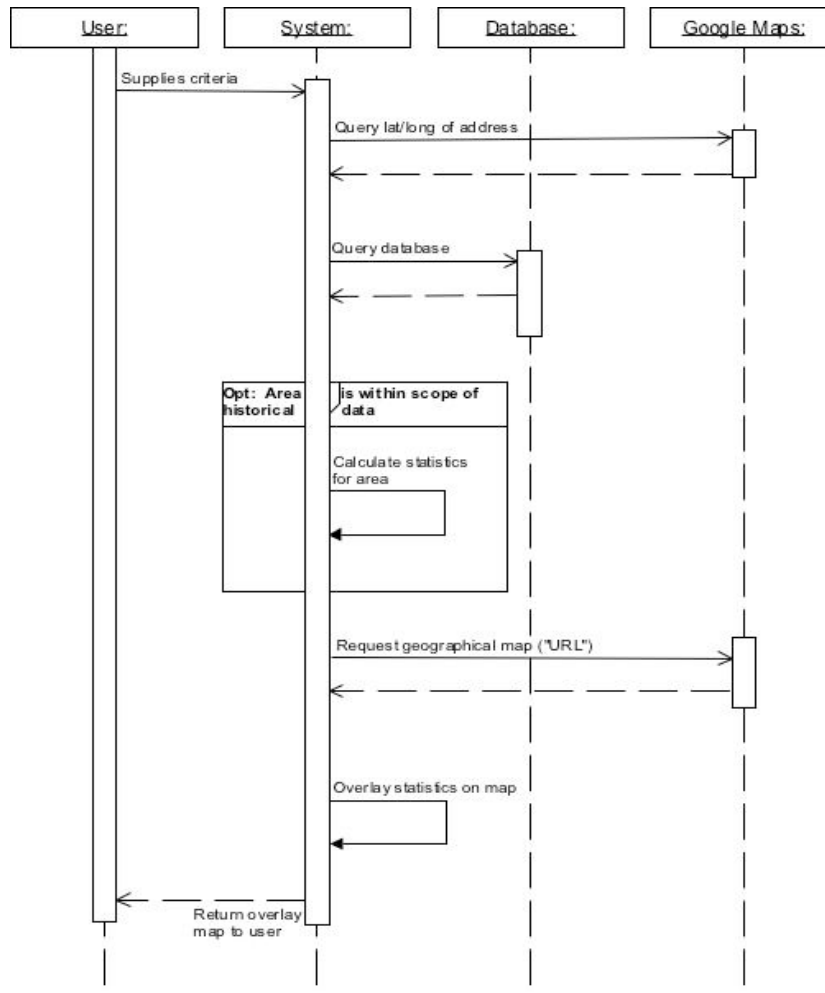 User:
System:
Database:
Google Maps:
Supplies criteria
Query lat/long of address
Query database
Opt: Area is within scope of
historical data
Calculate statistics
for area
Request geographical map ("URL")
Overlay statistics on map
Return overlay
map to user